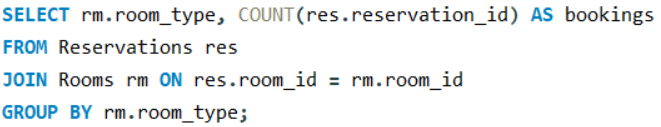 SELECT rm.room_type, COUNT(res.reservation_id) AS bookings
FROM Reservations res
JOIN Rooms rm ON res.room_id = rm.room_id
GROUP BY rm.room_type;